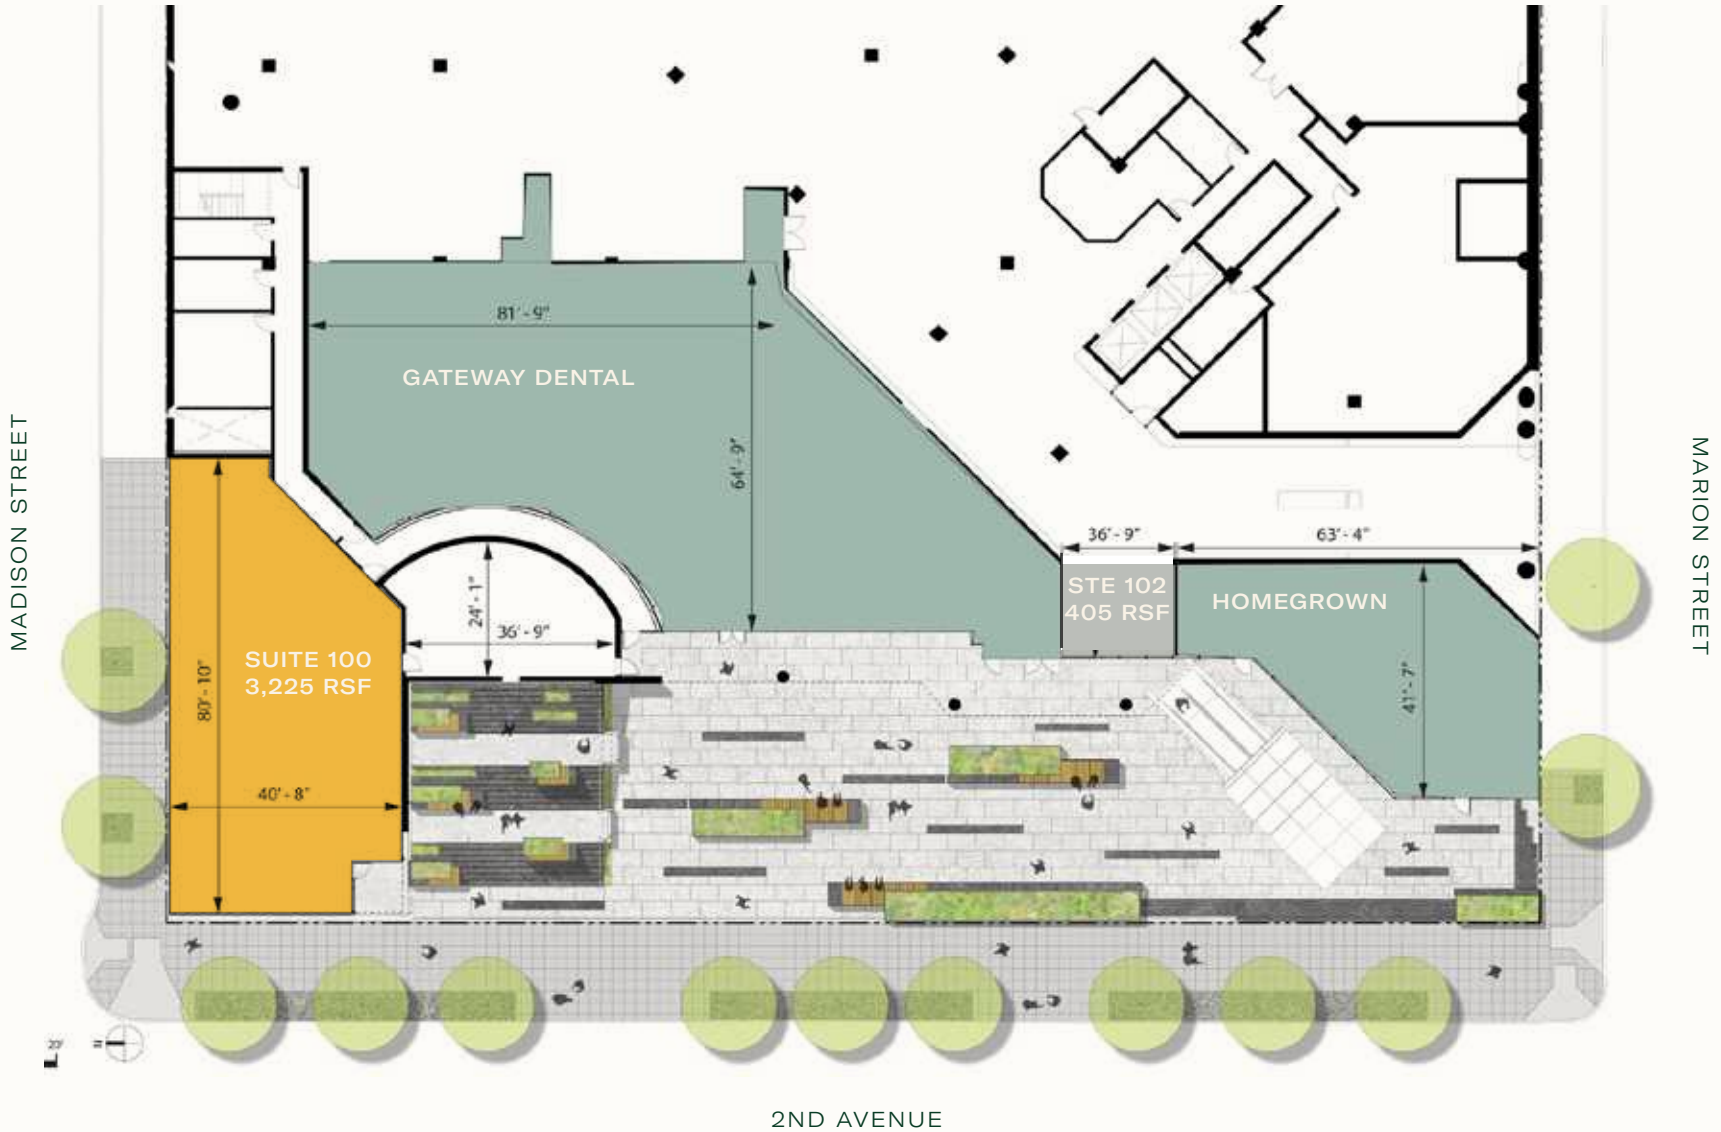 81' - 9"
GATEWAY DENTAL
64' - 9"
MADISON STREET
MARION STREET
36' - 9"
63' - 4"
STE 102
405 RSF
HOMEGROWN
24' - 1"
36' - 9"
SUITE 100
3,225 RSF
80' - 10"
41' - 7"
40' - 8"
20'
2ND AVENUE